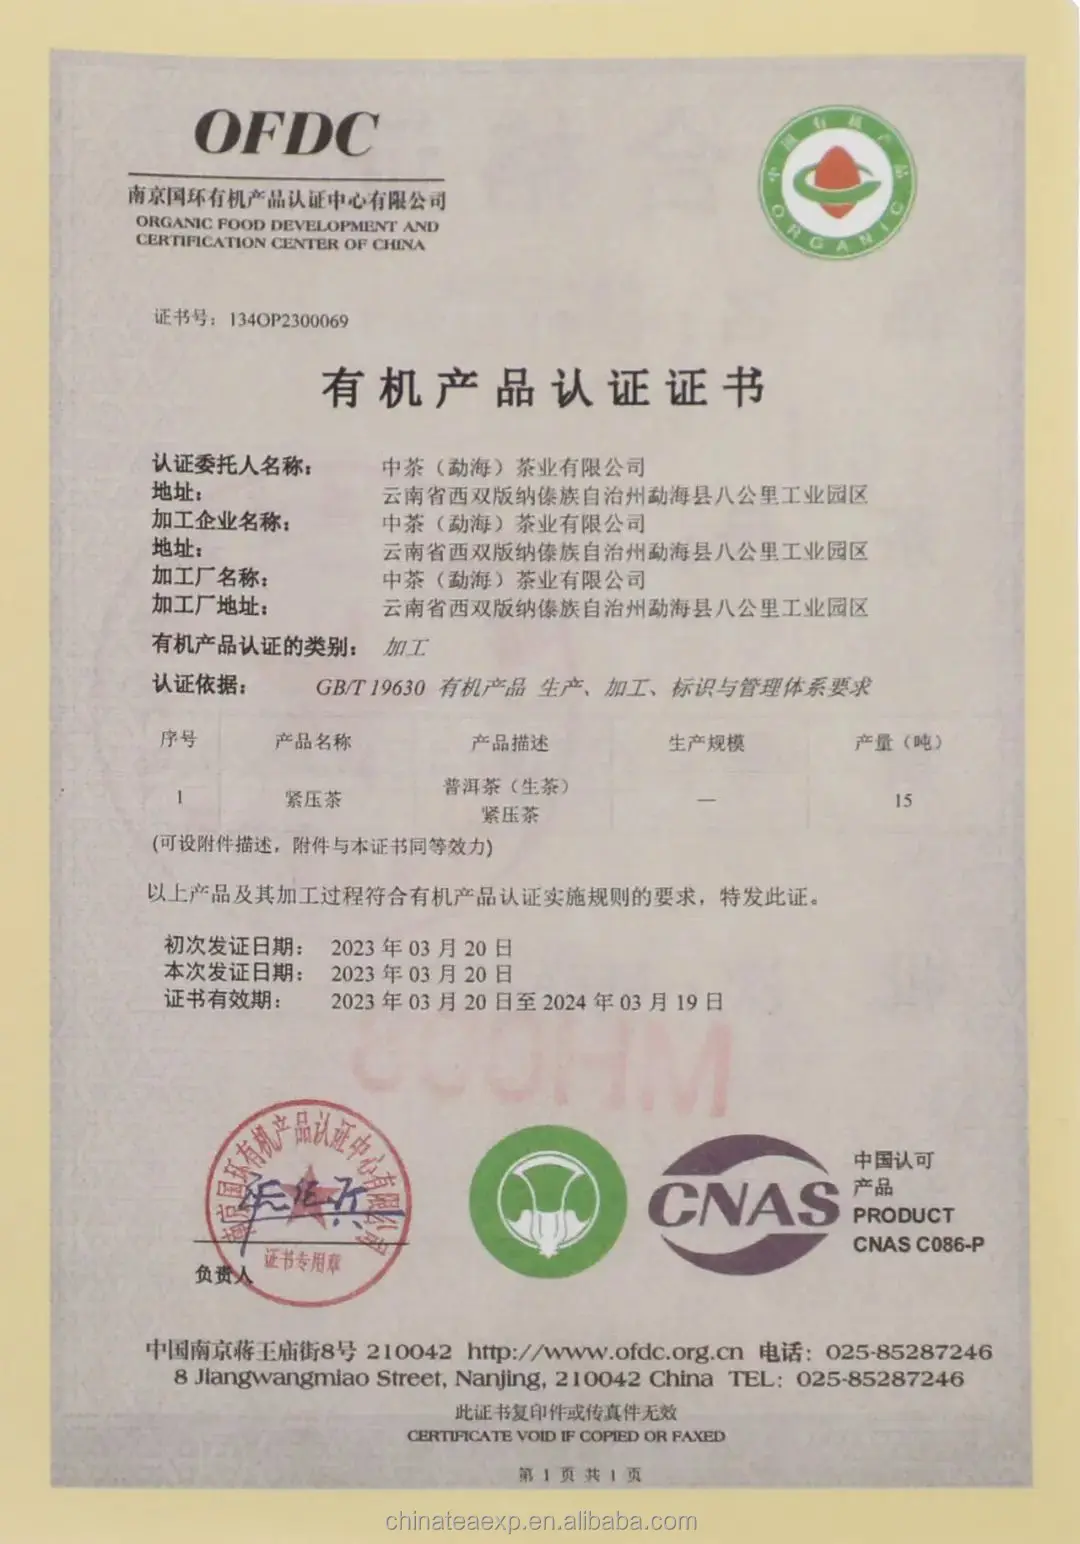 OFDC
南京国环有机产品认证中心有限公司
ORGANIC FOOD DEVELOPMENT AND
CERTIFICATION CENTER OF CHINA
中国有机产品
ORGANIC
证书号：134OP2300069
有机产品认证证书
认证委托人名称： 中茶（勐海）茶业有限公司
地址： 云南省西双版纳傣族自治州勐海县八公里工业园区
加工企业名称： 中茶（勐海）茶业有限公司
地址： 云南省西双版纳傣族自治州勐海县八公里工业园区
加工厂名称： 中茶（勐海）茶业有限公司
加工厂地址： 云南省西双版纳傣族自治州勐海县八公里工业园区
有机产品认证的类别： 加工
认证依据： GB/T 19630 有机产品 生产、加工、标识与管理体系要求
序号 产品名称 产品描述 生产规模 产量（吨）
1 紧压茶 普洱茶（生茶） — 15
紧压茶
(可设附件描述，附件与本证书同等效力)
以上产品及其加工过程符合有机产品认证实施规则的要求，特发此证。
初次发证日期： 2023 年 03 月 20 日
本次发证日期： 2023 年 03 月 20 日
证书有效期： 2023 年 03 月 20 日至 2024 年 03 月 19 日
南京国环有机产品认证中心有限公司
证书专用章
负责人
CNAS
中国认可
产品
PRODUCT
CNAS C086-P
中国南京蒋王庙街8号 210042 http://www.ofdc.org.cn 电话：025-85287246
8 Jiangwangmiao Street, Nanjing, 210042 China TEL：025-85287246
此证书复印件或传真件无效
CERTIFICATE VOID IF COPIED OR FAXED
第 1 页 共 1 页
chinateaexp.en.alibaba.com